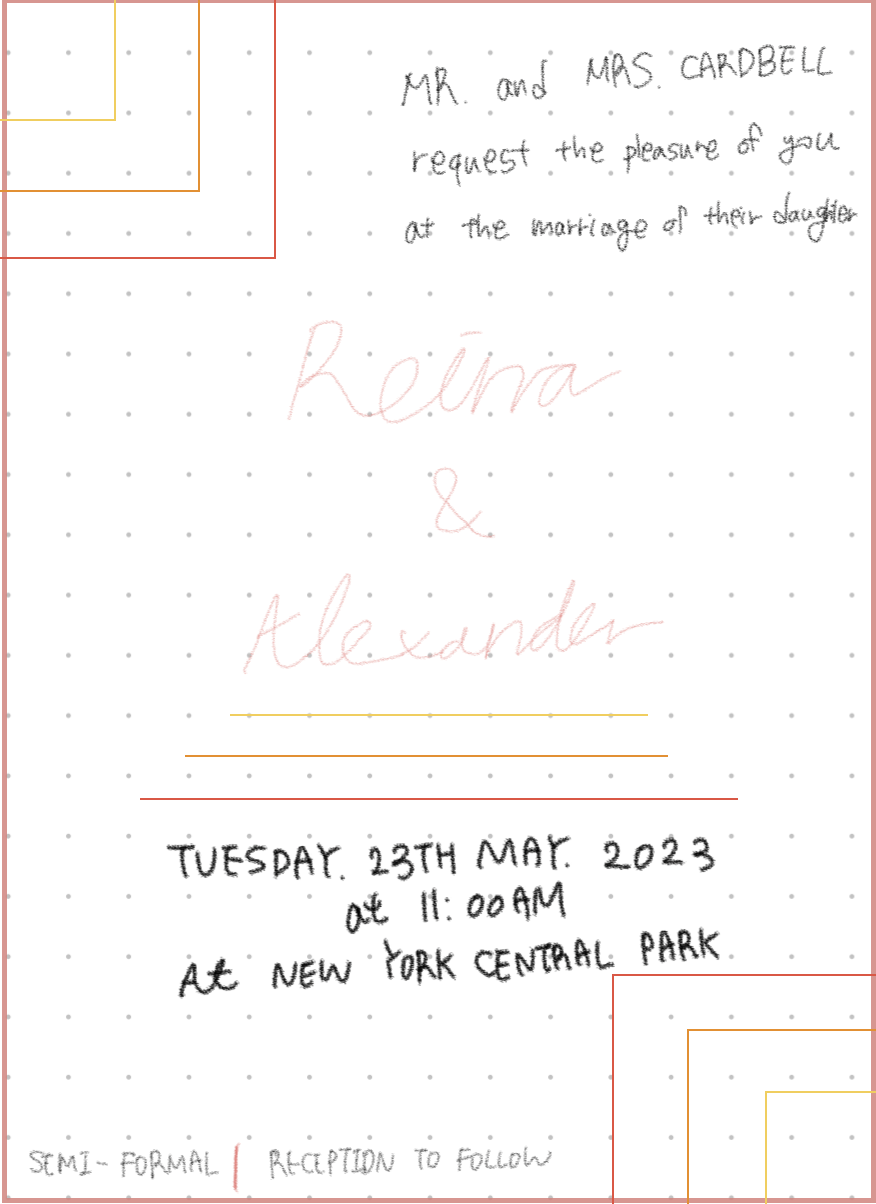 MR. and MRS. CARDBELL
request the pleasure of you
at the marriage of their daughter
Reina
&
Alexander
TUESDAY. 23TH MAY. 2023
at 11:00AM
At NEW YORK CENTRAL PARK
SEMI-FORMAL | RECEPTION TO FOLLOW